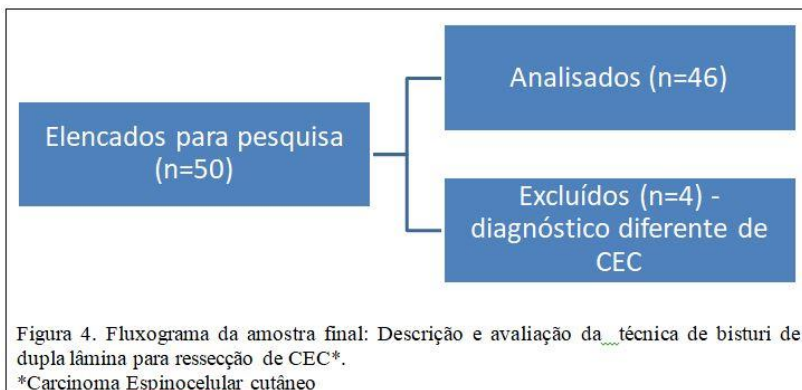 Elencados para pesquisa
(n=50)
Analisados (n=46)
Excluídos (n=4) -
diagnóstico diferente de
CEC
Figura 4. Fluxograma da amostra final: Descrição e avaliação da técnica de bisturi de
dupla lâmina para ressecção de CEC*.
*Carcinoma Espinocelular cutâneo